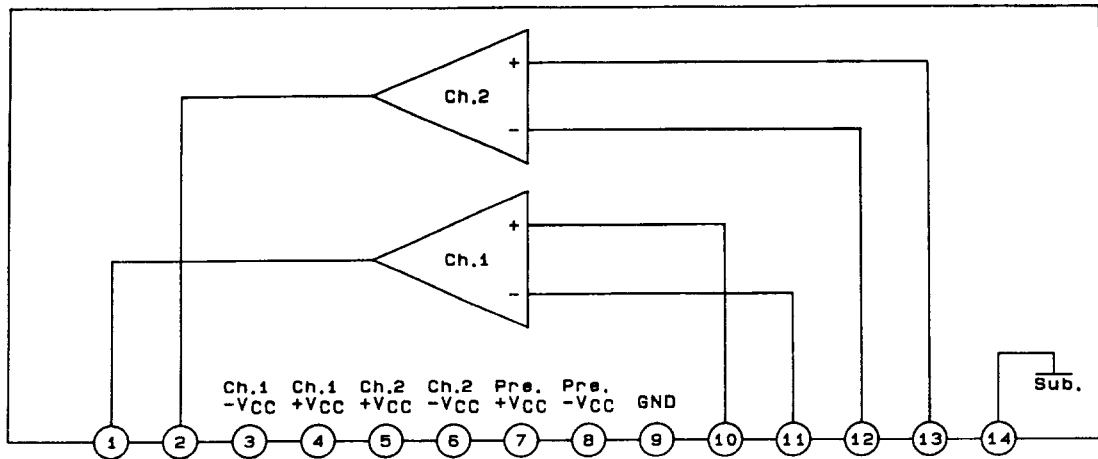 +
Ch.2
-
+
Ch.1
-
Ch.1 Ch.1 Ch.2 Ch.2 Pre. Pre.
-VCC +VCC +VCC -VCC +VCC -VCC GND
Sub.
1 2 3 4 5 6 7 8 9 10 11 12 13 14